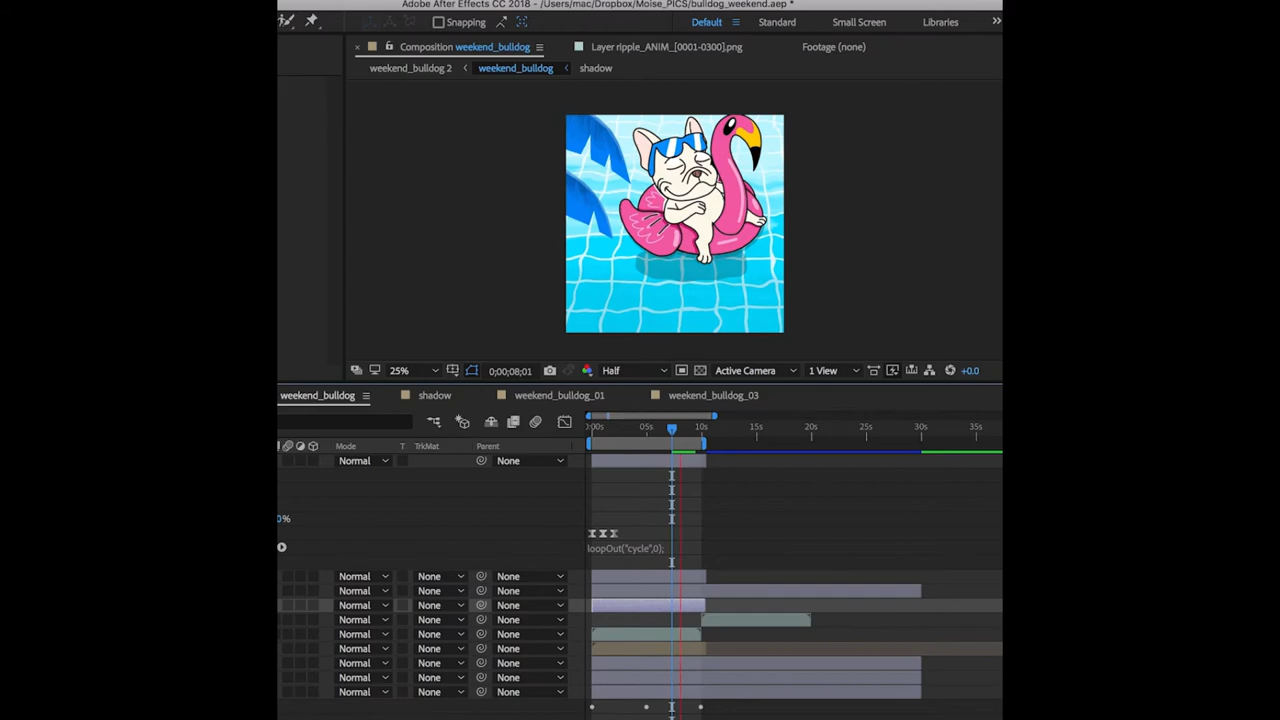 Adobe After Effects CC 2018 - /Users/mac/Dropbox/Moise_PICS/bulldog_weekend.aep *
Snapping Default Standard Small Screen Libraries »
× Composition weekend_bulldog Layer ripple_ANIM_[0001-0300].png Footage (none)
weekend_bulldog 2 weekend_bulldog shadow
25% 0;00;08;01 Half Active Camera 1 View +0.0
weekend_bulldog shadow weekend_bulldog_01 weekend_bulldog_03
):00s 05s 10s 15s 20s 25s 30s 35s
Mode T TrkMat Parent
Normal None
0%
loopOut("cycle",0);
Normal None None
Normal None None
Normal None None
Normal None None
Normal None None
Normal None None
Normal None None
Normal None None
Normal None None